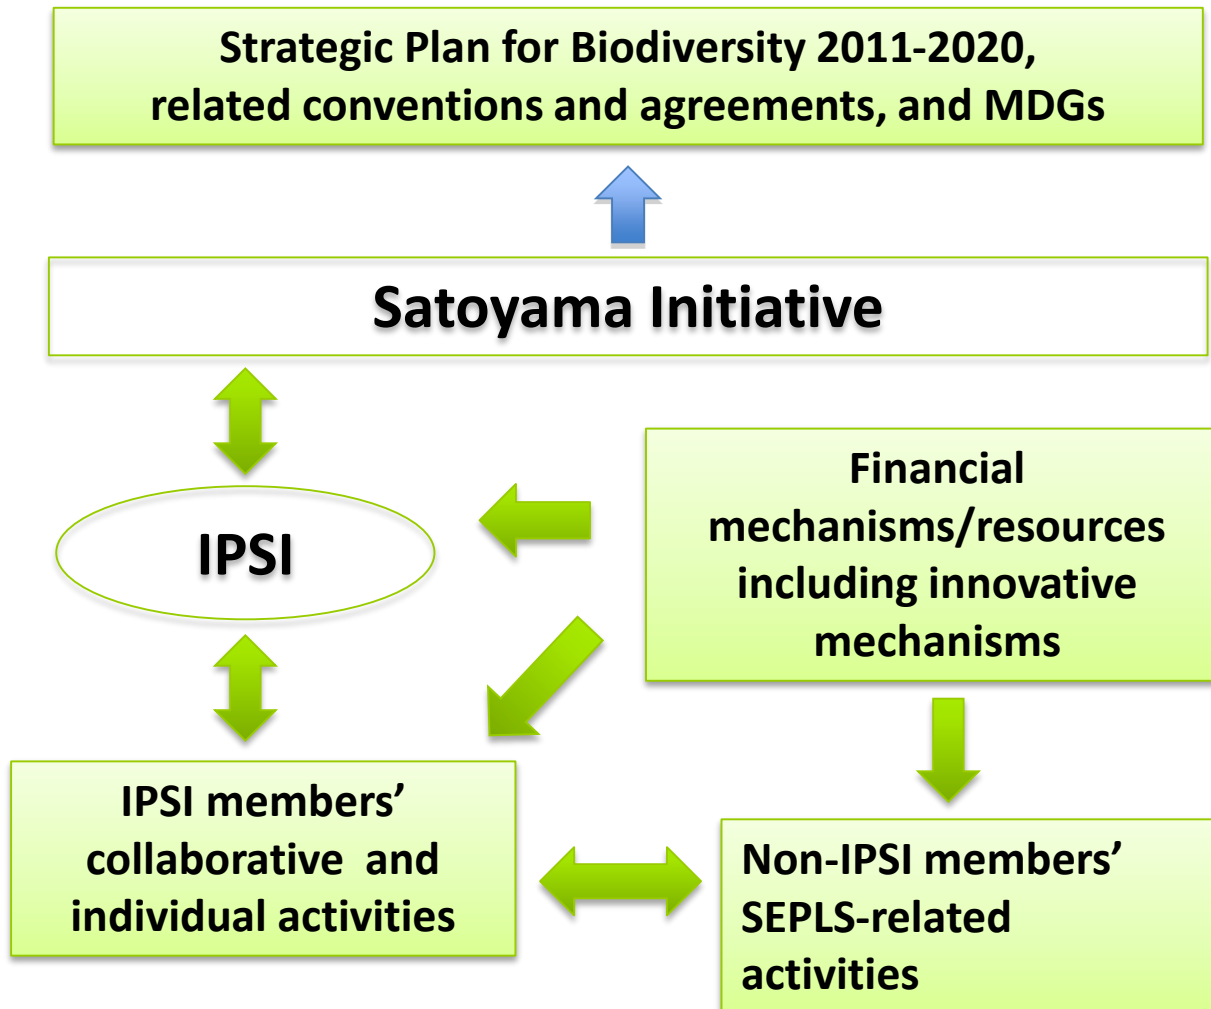 Strategic Plan for Biodiversity 2011-2020,
related conventions and agreements, and MDGs
Satoyama Initiative
IPSI
Financial
mechanisms/resources
including innovative
mechanisms
IPSI members’
collaborative and
individual activities
Non-IPSI members’
SEPLS-related
activities